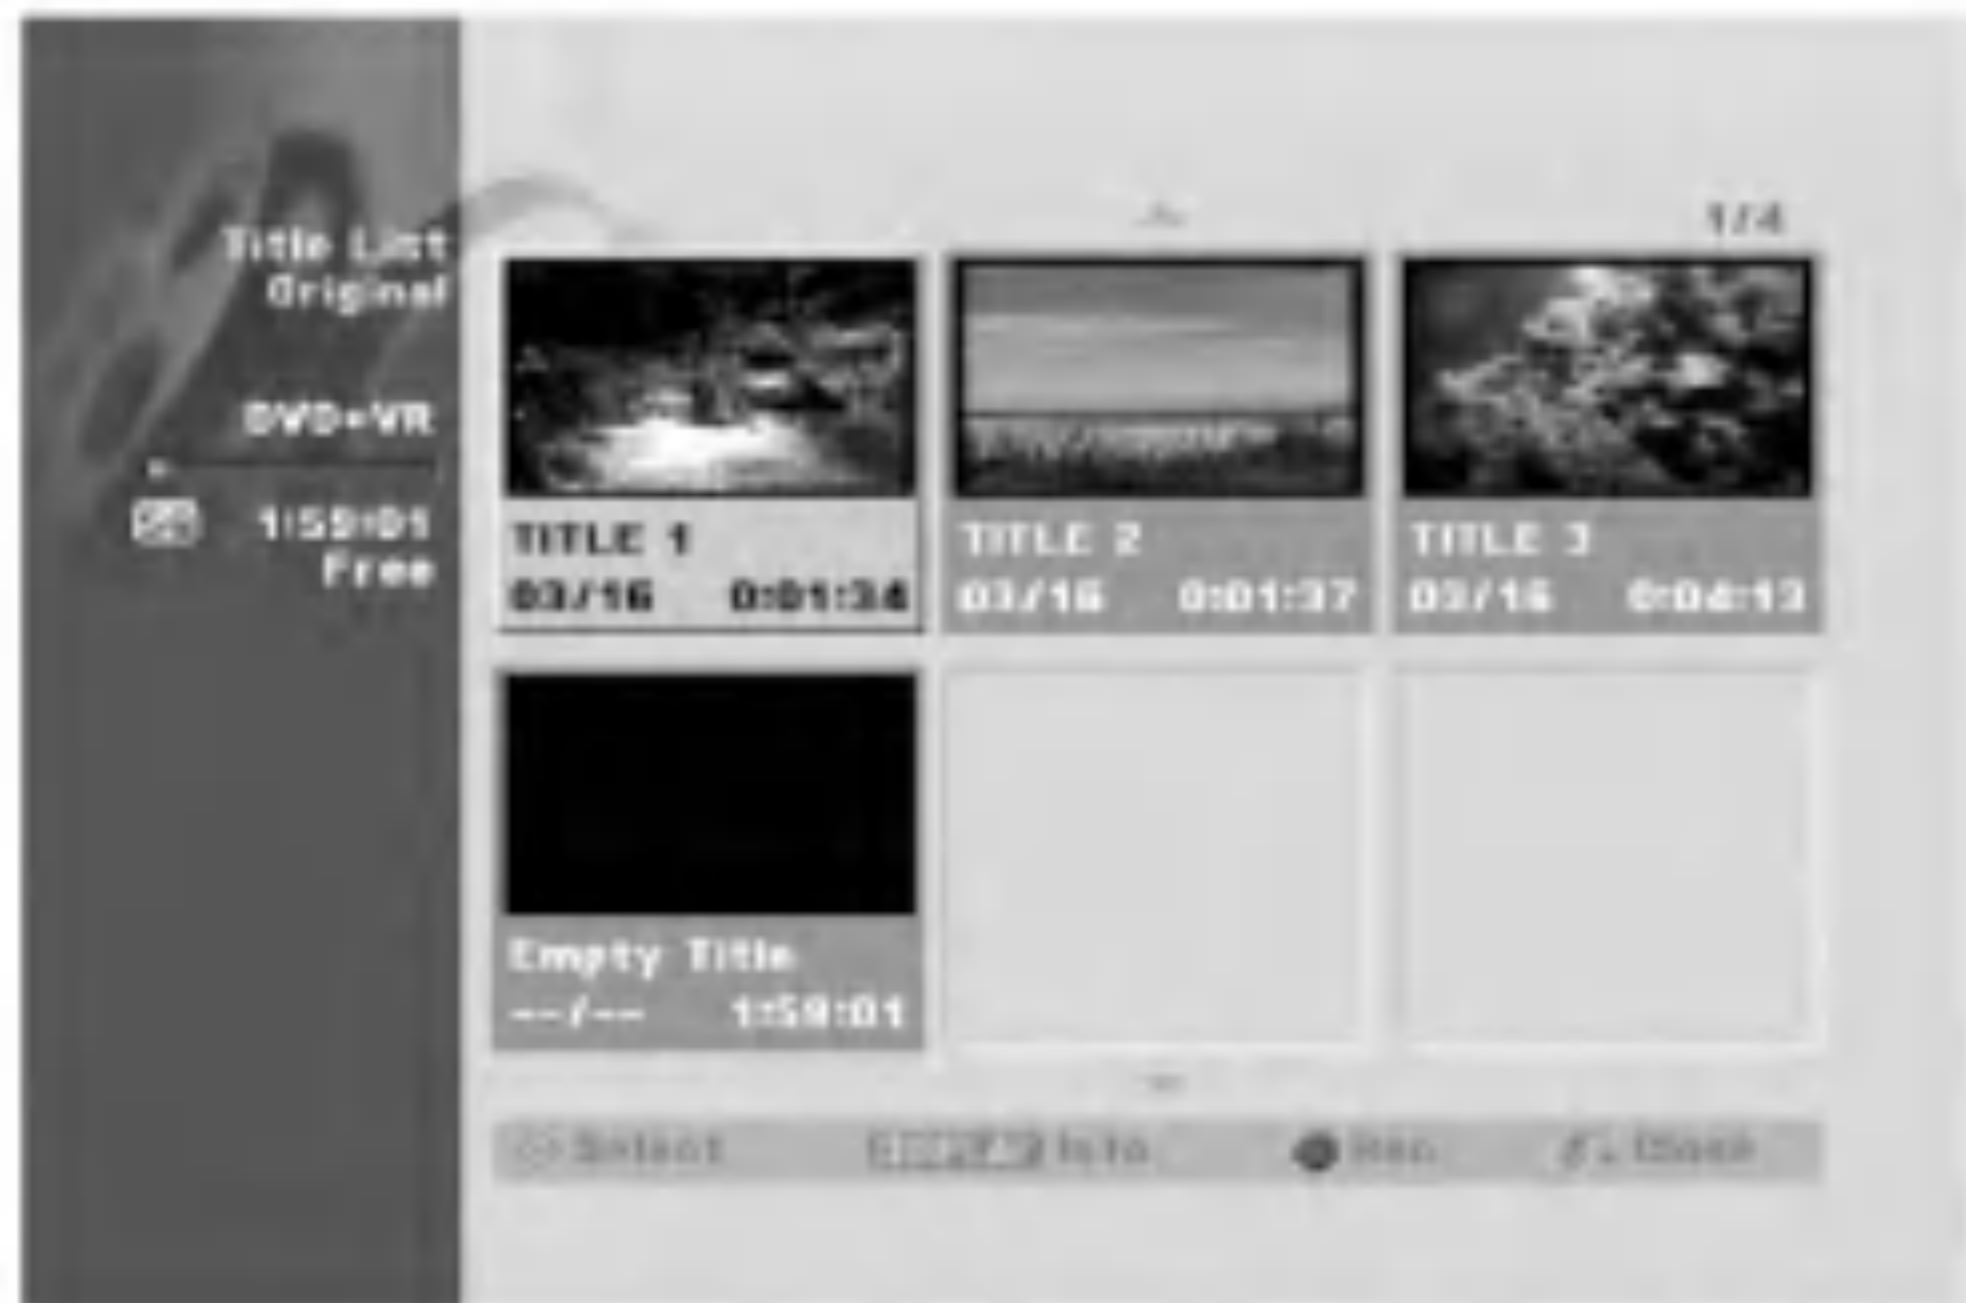 Title List
Original
DVD+VR
1:59:01
Free
1/4
TITLE 1
03/16 0:01:34
TITLE 2
03/16 0:01:37
TITLE 3
03/16 0:04:13
Empty Title
--/-- 1:59:01
Select Info Rec. Close